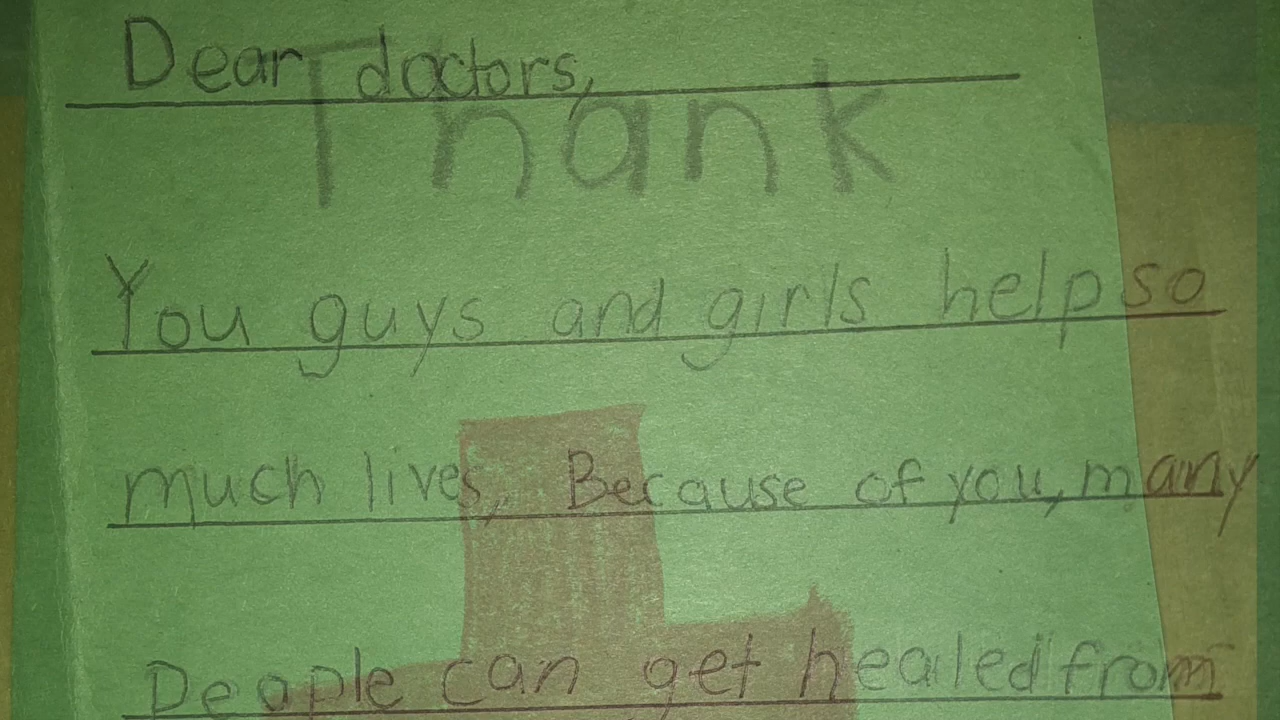 Dear doctors,
Thank
You guys and girls help so
much lives, Because of you, many
People can get healed from